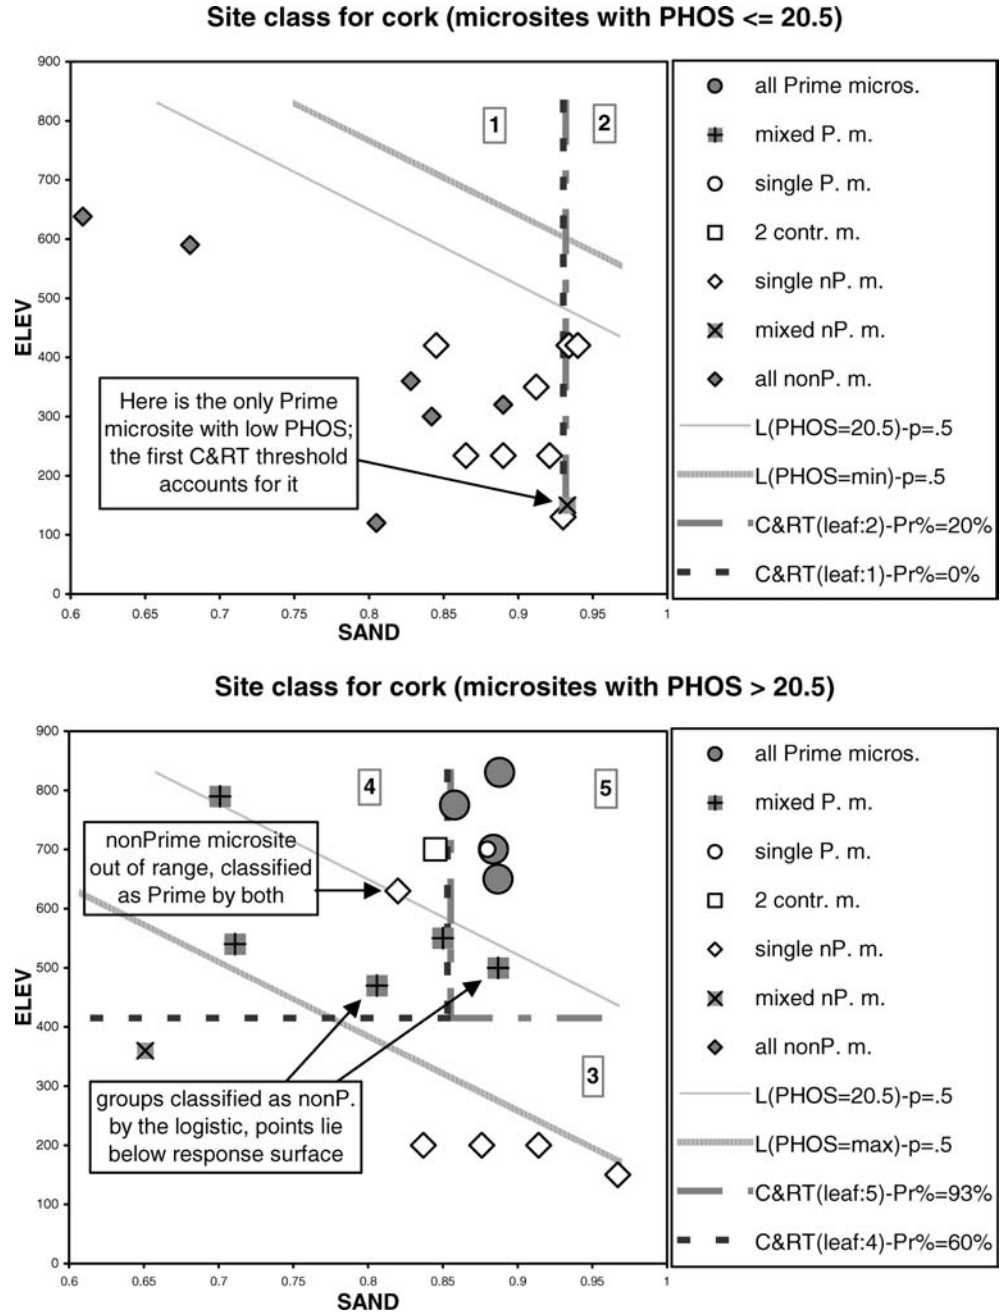 Site class for cork (microsites with PHOS <= 20.5)
900
800
700
600
500
400
300
200
100
0
ELEV
0.6
0.65
0.7
0.75
0.8
0.85
0.9
0.95
1
SAND
1
2
Here is the only Prime
microsite with low PHOS;
the first C&RT threshold
accounts for it
all Prime micros.
mixed P. m.
single P. m.
2 contr. m.
single nP. m.
mixed nP. m.
all nonP. m.
L(PHOS=20.5)-p=.5
L(PHOS=min)-p=.5
C&RT(leaf:2)-Pr%=20%
C&RT(leaf:1)-Pr%=0%
Site class for cork (microsites with PHOS > 20.5)
900
800
700
600
500
400
300
200
100
0
ELEV
0.6
0.65
0.7
0.75
0.8
0.85
0.9
0.95
1
SAND
4
5
3
nonPrime microsite
out of range, classified
as Prime by both
groups classified as nonP.
by the logistic, points lie
below response surface
all Prime micros.
mixed P. m.
single P. m.
2 contr. m.
single nP. m.
mixed nP. m.
all nonP. m.
L(PHOS=20.5)-p=.5
L(PHOS=max)-p=.5
C&RT(leaf:5)-Pr%=93%
C&RT(leaf:4)-Pr%=60%